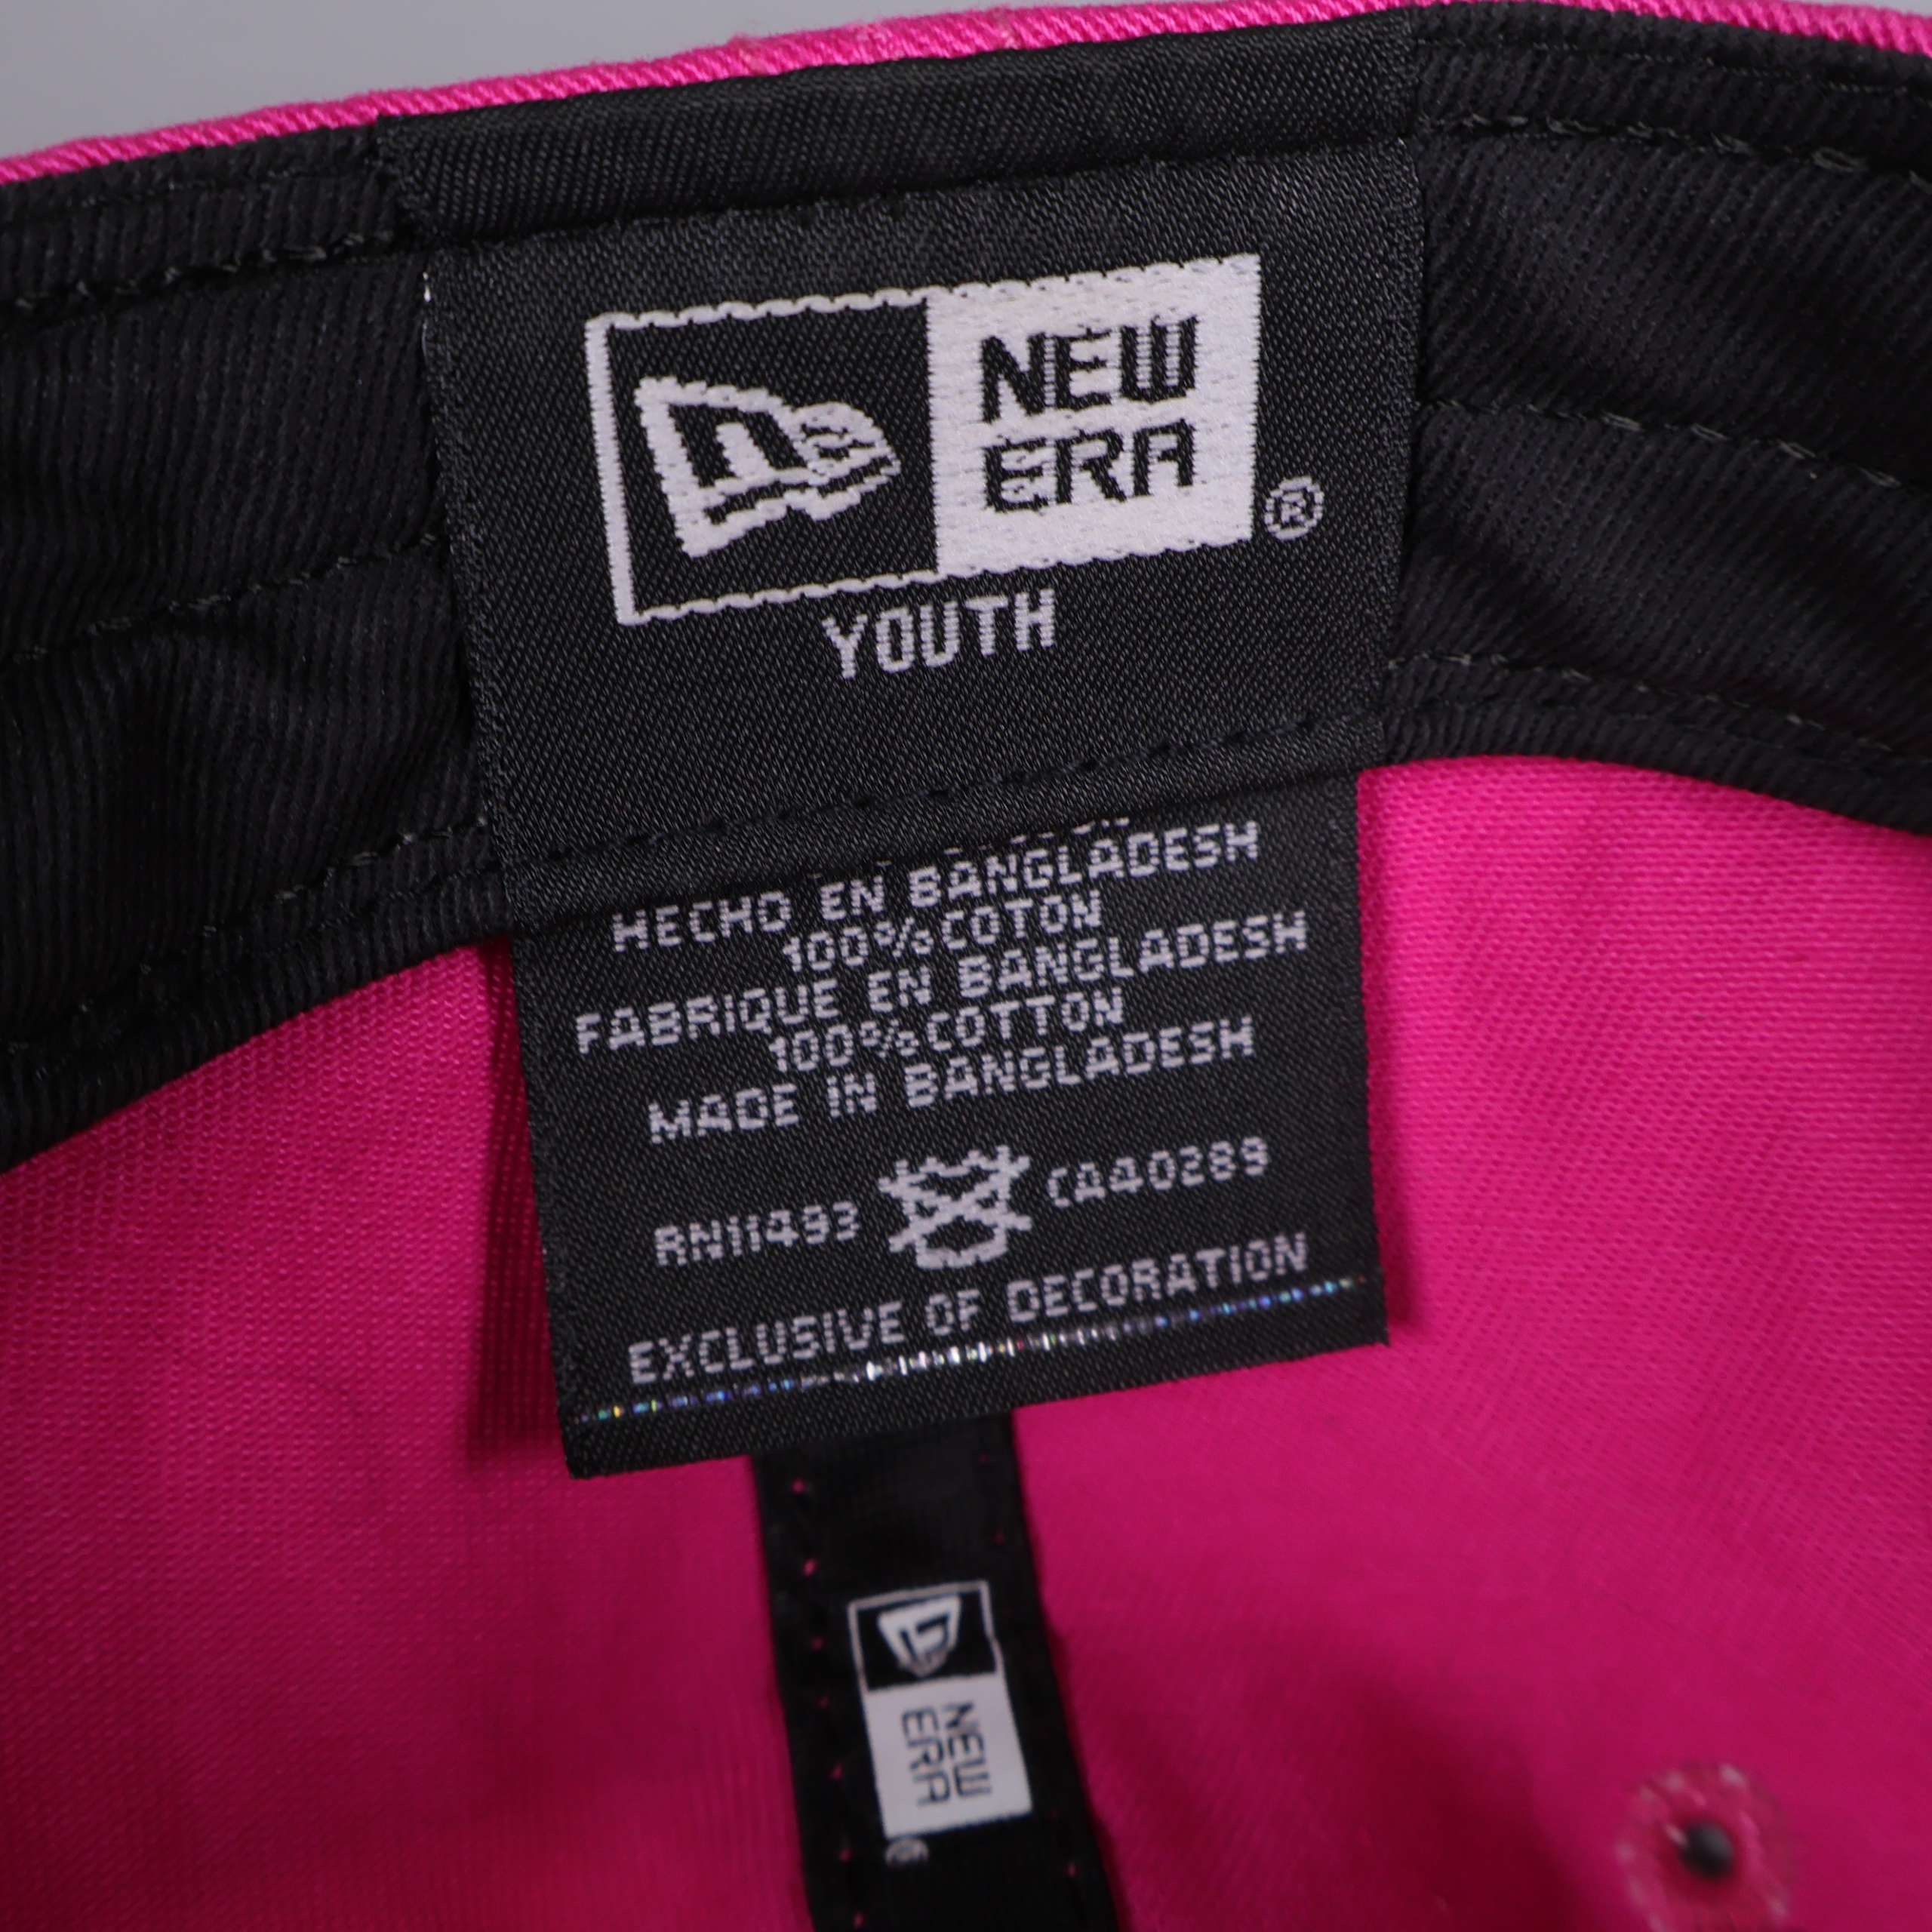 NEW
ERA
®
YOUTH
HECHO EN BANGLADESH
100% COTON
FABRIQUE EN BANGLADESH
100% COTTON
MADE IN BANGLADESH
RN11493 CA40289
EXCLUSIVE OF DECORATION
NEW
ERA